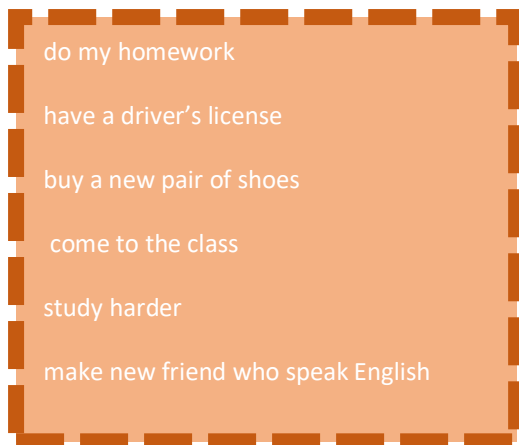 do my homework
have a driver’s license
buy a new pair of shoes
come to the class
study harder
make new friend who speak English